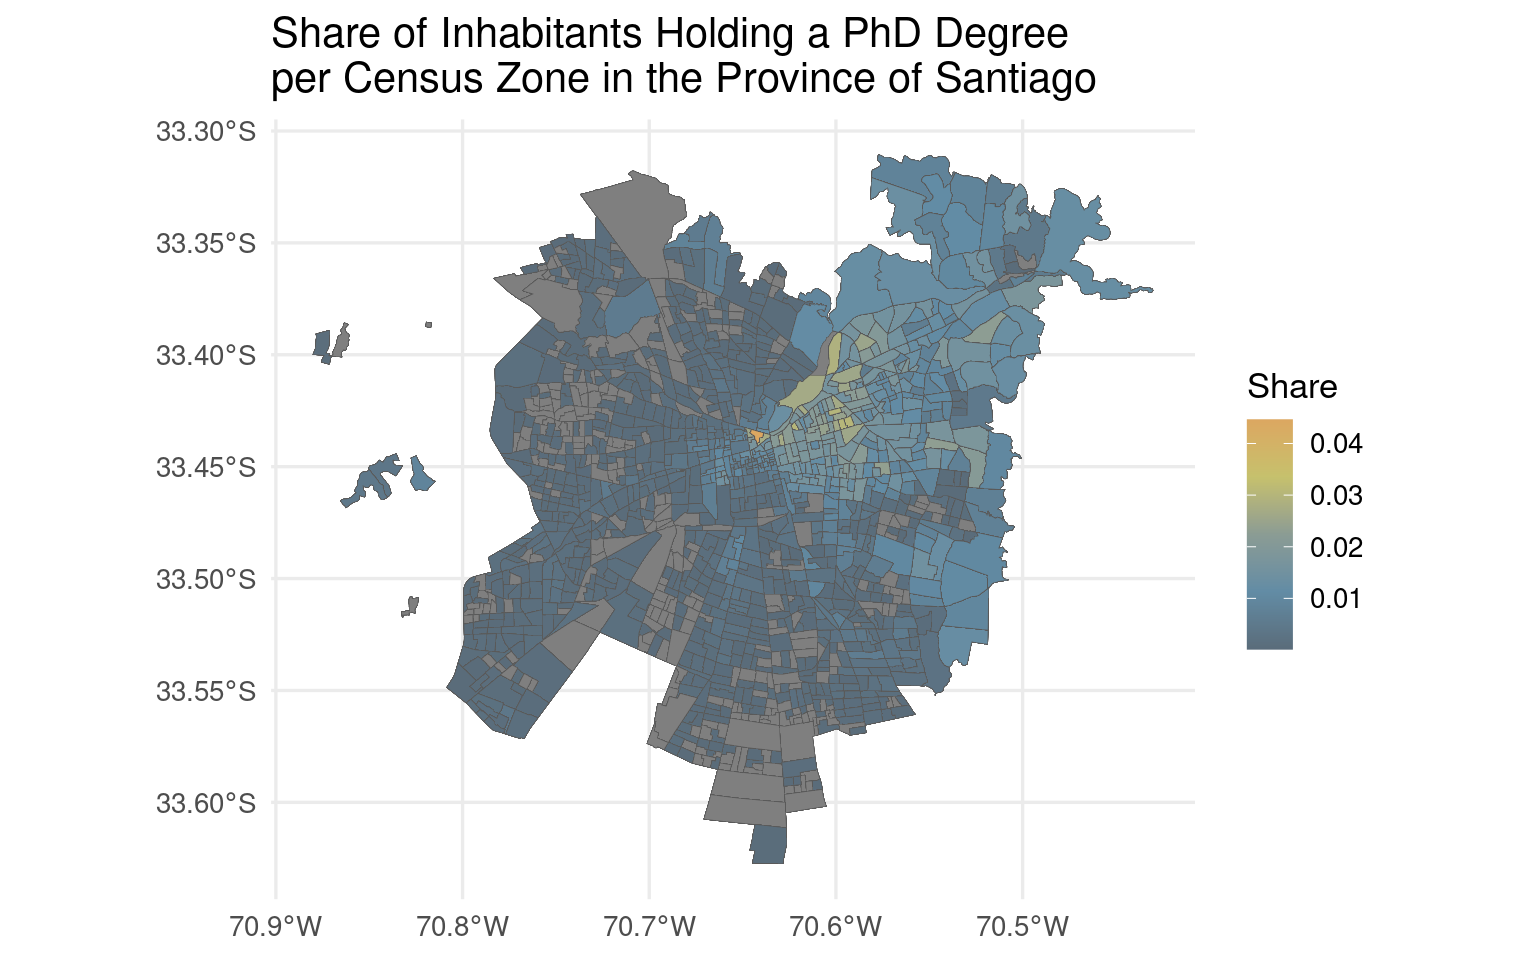 Share of Inhabitants Holding a PhD Degree
per Census Zone in the Province of Santiago
33.30°S
33.35°S
33.40°S
33.45°S
33.50°S
33.55°S
33.60°S
70.9°W
70.8°W
70.7°W
70.6°W
70.5°W
Share
0.04
0.03
0.02
0.01